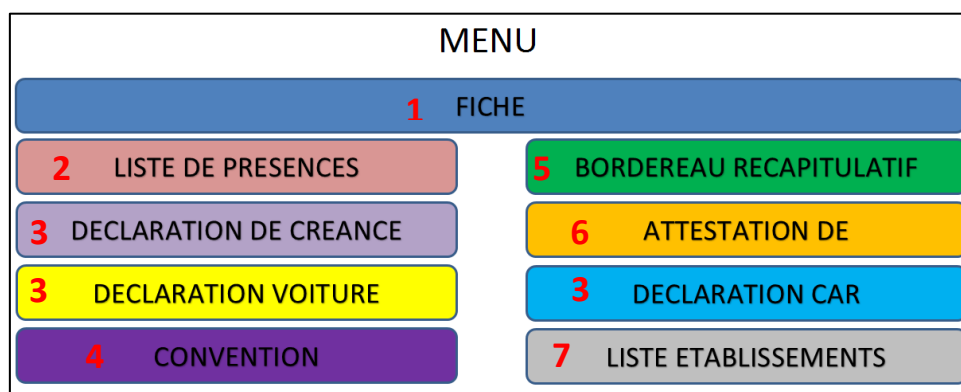 MENU
1 FICHE
2 LISTE DE PRESENCES
5 BORDEREAU RECAPITULATIF
3 DECLARATION DE CREANCE
6 ATTESTATION DE
3 DECLARATION VOITURE
3 DECLARATION CAR
4 CONVENTION
7 LISTE ETABLISSEMENTS